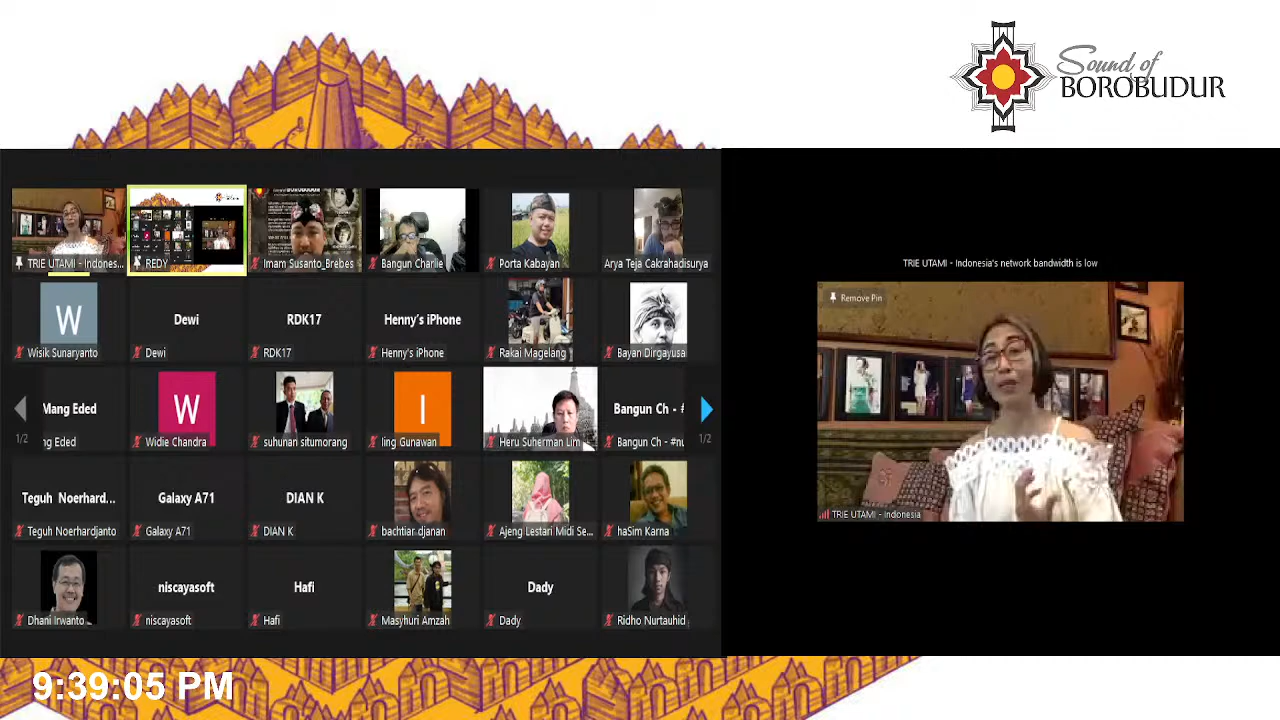 Sound of
BOROBUDUR
TRIE UTAMI - Indones...
REDY
Imam Susanto_Brebes
Bangun Charlie
Porta Kabayan
Arya Teja Cakrahadisurya
W
Wisik Sunaryanto
Dewi
Dewi
RDK17
RDK17
Henny's iPhone
Henny's iPhone
Rakai Magelang
Bayan Dirgayusa
Mang Eded
ng Eded
W
Widie Chandra
suhunan situmorang
I
Iing Gunawan
Heru Suherman Lim
Bangun Ch - #
Bangun Ch - #nu
1/2
1/2
Teguh Noerhard...
Teguh Noerhardjanto
Galaxy A71
Galaxy A71
DIAN K
DIAN K
bachtiar djanan
Ajeng Lestari Midi Se...
haSim Karna
Dhani Irwanto
niscayasoft
niscayasoft
Hafi
Hafi
Masyhuri Amzah
Dady
Dady
Ridho Nurtauhid
TRIE UTAMI - Indonesia's network bandwidth is low
Remove Pin
TRIE UTAMI - Indonesia
9:39:05 PM